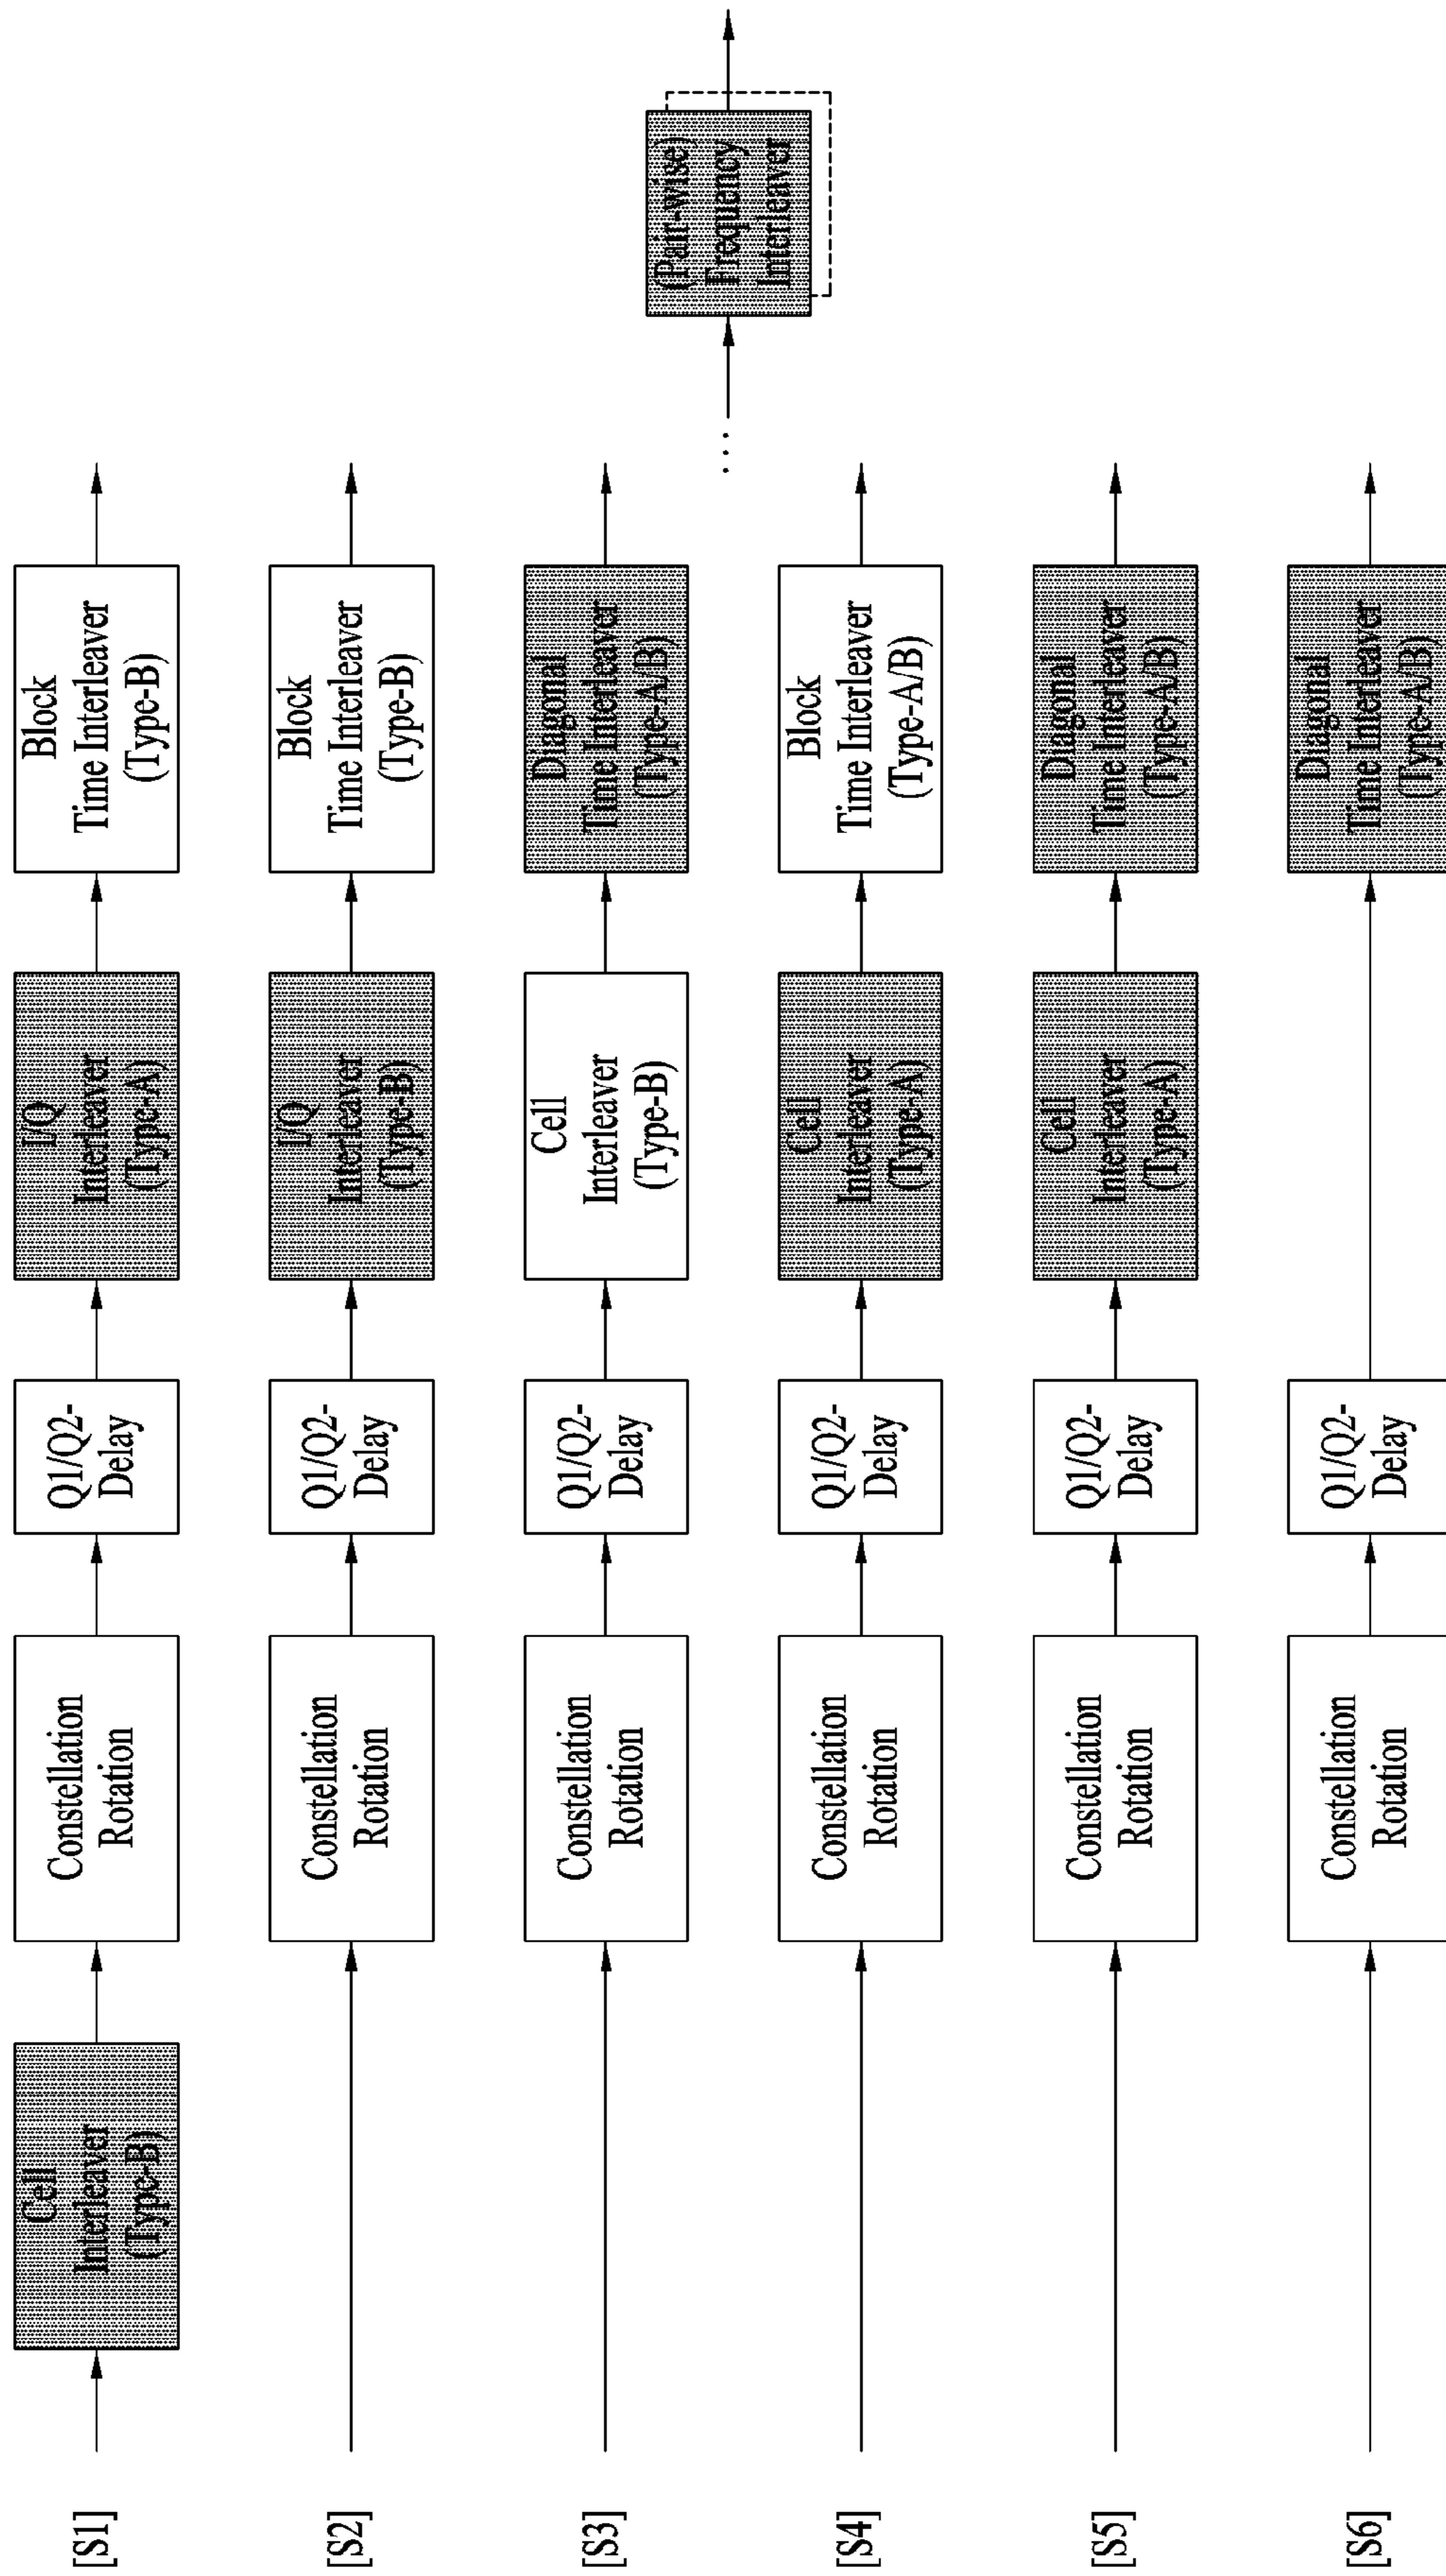 [S1]
Cell
Interleaver
(Type-B)
Constellation
Rotation
Q1/Q2-
Delay
I/Q
Interleaver
(Type-A)
Block
Time Interleaver
(Type-B)
[S2]
Constellation
Rotation
Q1/Q2-
Delay
I/Q
Interleaver
(Type-B)
Block
Time Interleaver
(Type-B)
[S3]
Constellation
Rotation
Q1/Q2-
Delay
Cell
Interleaver
(Type-B)
Diagonal
Time Interleaver
(Type-A/B)
...
(Pair-wise)
Frequency
Interleaver
[S4]
Constellation
Rotation
Q1/Q2-
Delay
Cell
Interleaver
(Type-A)
Block
Time Interleaver
(Type-A/B)
[S5]
Constellation
Rotation
Q1/Q2-
Delay
Cell
Interleaver
(Type-A)
Diagonal
Time Interleaver
(Type-A/B)
[S6]
Constellation
Rotation
Q1/Q2-
Delay
Diagonal
Time Interleaver
(Type-A/B)